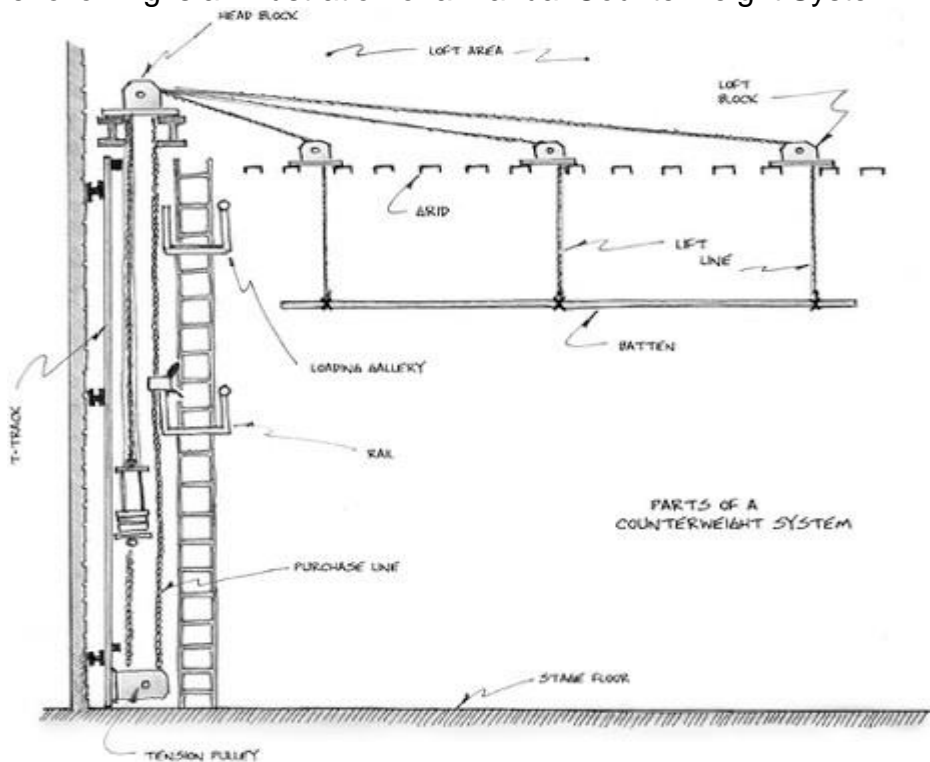 HEAD BLOCK
LOFT AREA
LOFT
BLOCK
GRID
LIFT
LINE
BATTEN
LOADING GALLERY
T-TRACK
RAIL
PARTS OF A
COUNTERWEIGHT SYSTEM
PURCHASE LINE
STAGE FLOOR
TENSION PULLEY